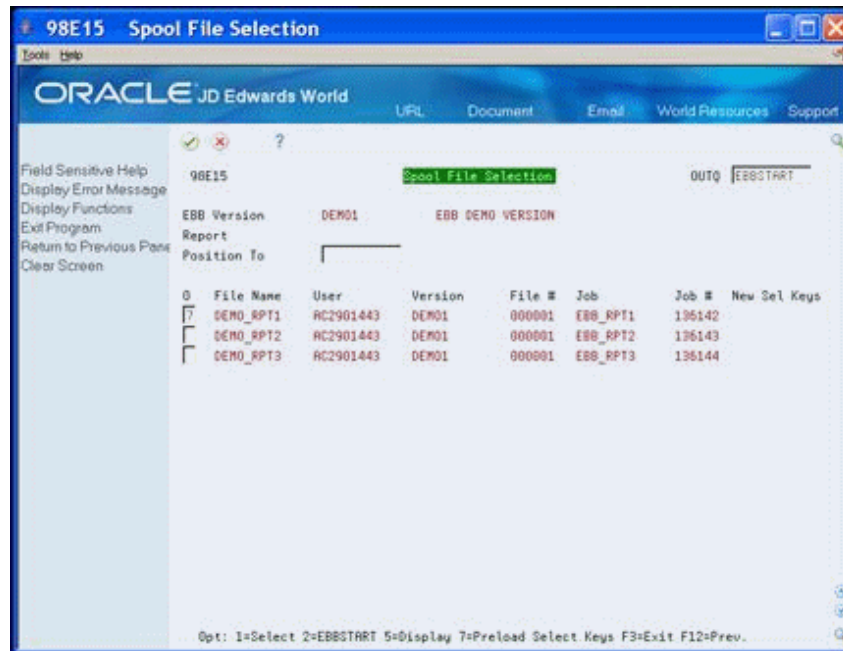 98E15 Spool File Selection
Tools Help
ORACLE JD Edwards World
URL Document Email World Resources Support
?
Field Sensitive Help
Display Error Message
Display Functions
Exit Program
Return to Previous Pane
Clear Screen
98E15 Spool File Selection OUTQ EBBSTART
EBB Version DEMO1 EBB DEMO VERSION
Report
Position To
O File Name User Version File # Job Job # New Sel Keys
7 DEMO_RPT1 AC2901443 DEMO1 000001 EBB_RPT1 136142
DEMO_RPT2 AC2901443 DEMO1 000001 EBB_RPT2 136143
DEMO_RPT3 AC2901443 DEMO1 000001 EBB_RPT3 136144
Opt: 1=Select 2=EBBSTART 5=Display 7=Preload Select Keys F3=Exit F12=Prev.